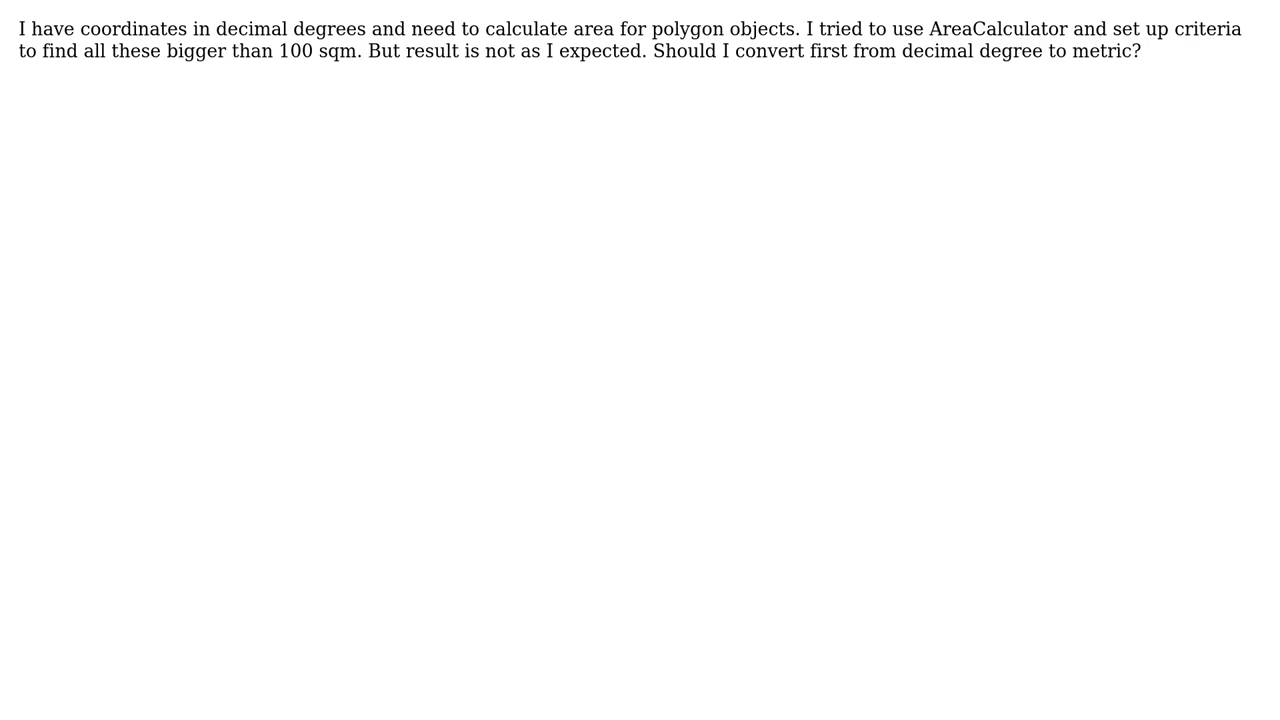 I have coordinates in decimal degrees and need to calculate area for polygon objects. I tried to use AreaCalculator and set up criteria
to find all these bigger than 100 sqm. But result is not as I expected. Should I convert first from decimal degree to metric?